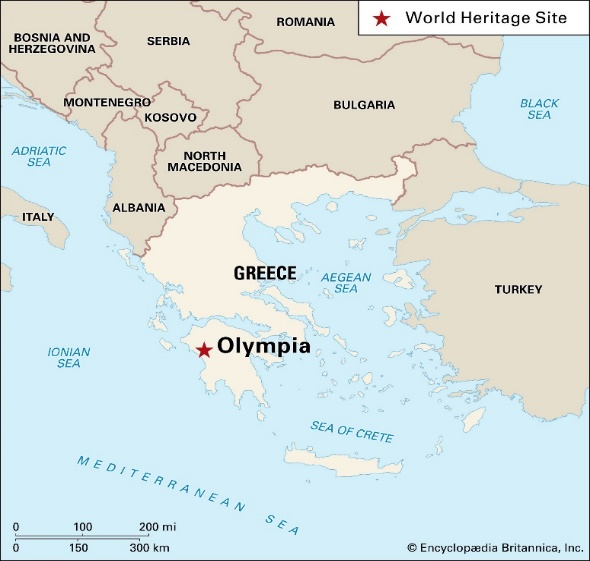 World Heritage Site
ROMANIA
BOSNIA AND
HERZEGOVINA
SERBIA
MONTENEGRO
KOSOVO
BULGARIA
BLACK
SEA
ADRIATIC
SEA
NORTH
MACEDONIA
ITALY
ALBANIA
GREECE
AEGEAN
SEA
TURKEY
Olympia
IONIAN
SEA
SEA OF CRETE
MEDITERRANEAN SEA
0 100 200 mi
0 150 300 km
© Encyclopædia Britannica, Inc.